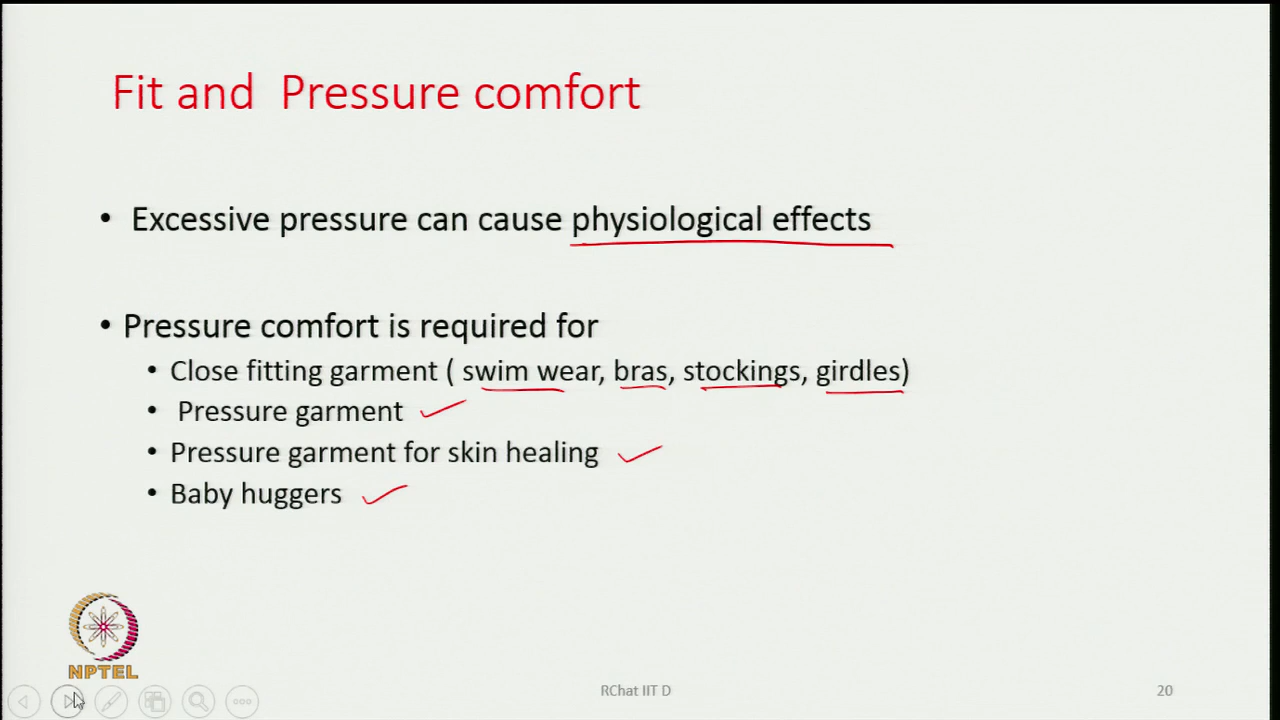 Fit and Pressure comfort
• Excessive pressure can cause physiological effects
• Pressure comfort is required for
• Close fitting garment ( swim wear, bras, stockings, girdles)
• Pressure garment
• Pressure garment for skin healing
• Baby huggers
NPTEL
RChat IIT D
20